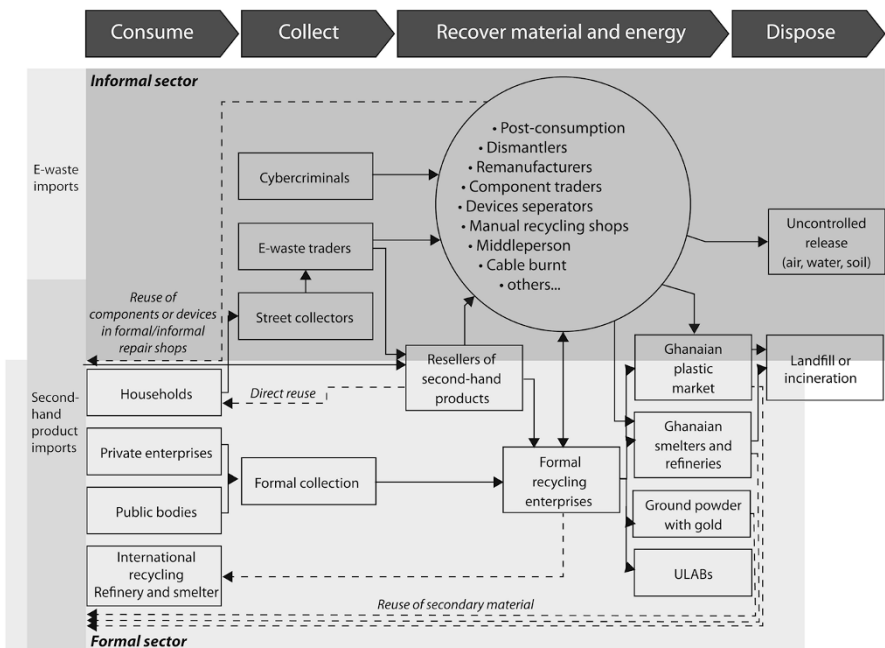 Consume
Collect
Recover material and energy
Dispose
Informal sector
E-waste
imports
• Post-consumption
• Dismantlers
• Remanufacturers
• Component traders
• Devices seperators
• Manual recycling shops
• Middleperson
• Cable burnt
• others...
Cybercriminals
E-waste traders
Street collectors
Uncontrolled
release
(air, water, soil)
Reuse of
components or devices
in formal/informal
repair shops
Resellers of
second-hand
products
Ghanaian
plastic
market
Landfill or
incineration
Second-
hand
product
imports
Households
Direct reuse
Private enterprises
Public bodies
Formal collection
Formal
recycling
enterprises
Ghanaian
smelters and
refineries
Ground powder
with gold
ULABs
International
recycling
Refinery and smelter
Reuse of secondary material
Formal sector